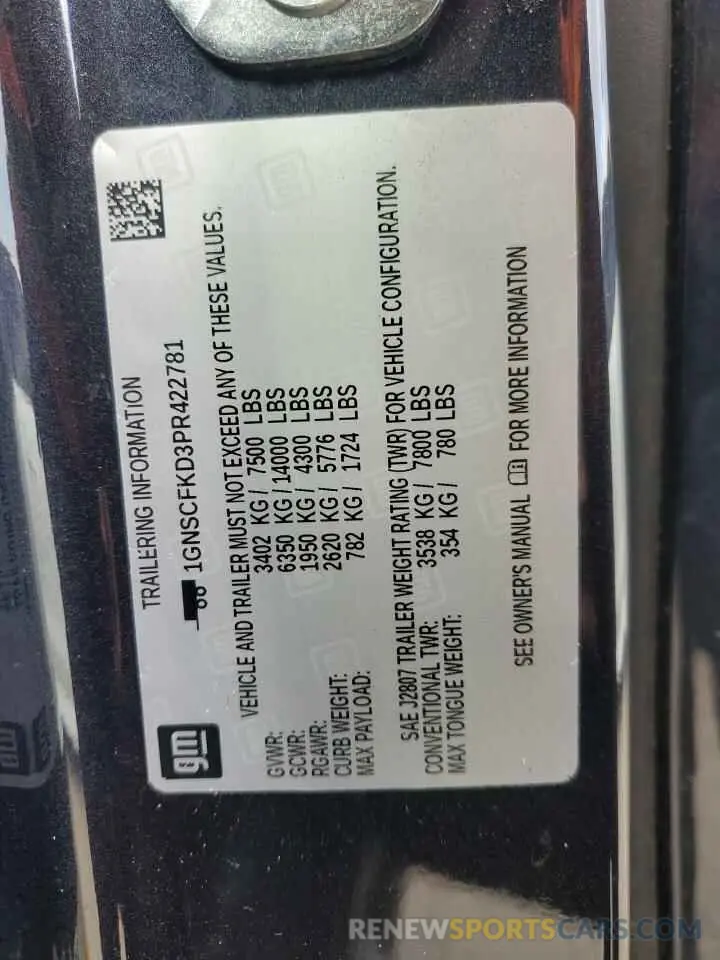 TRAILERING INFORMATION
1GNSCFKD3PR422781
gm
VEHICLE AND TRAILER MUST NOT EXCEED ANY OF THESE VALUES.
GVWR: 3402 KG / 7500 LBS
GCWR: 6350 KG / 14000 LBS
RGAWR: 1950 KG / 4300 LBS
CURB WEIGHT: 2620 KG / 5776 LBS
MAX PAYLOAD: 782 KG / 1724 LBS
SAE J2807 TRAILER WEIGHT RATING (TWR) FOR VEHICLE CONFIGURATION.
CONVENTIONAL TWR: 3538 KG / 7800 LBS
MAX TONGUE WEIGHT: 354 KG / 780 LBS
SEE OWNER'S MANUAL FOR MORE INFORMATION
RENEWSPORTSCARS.COM